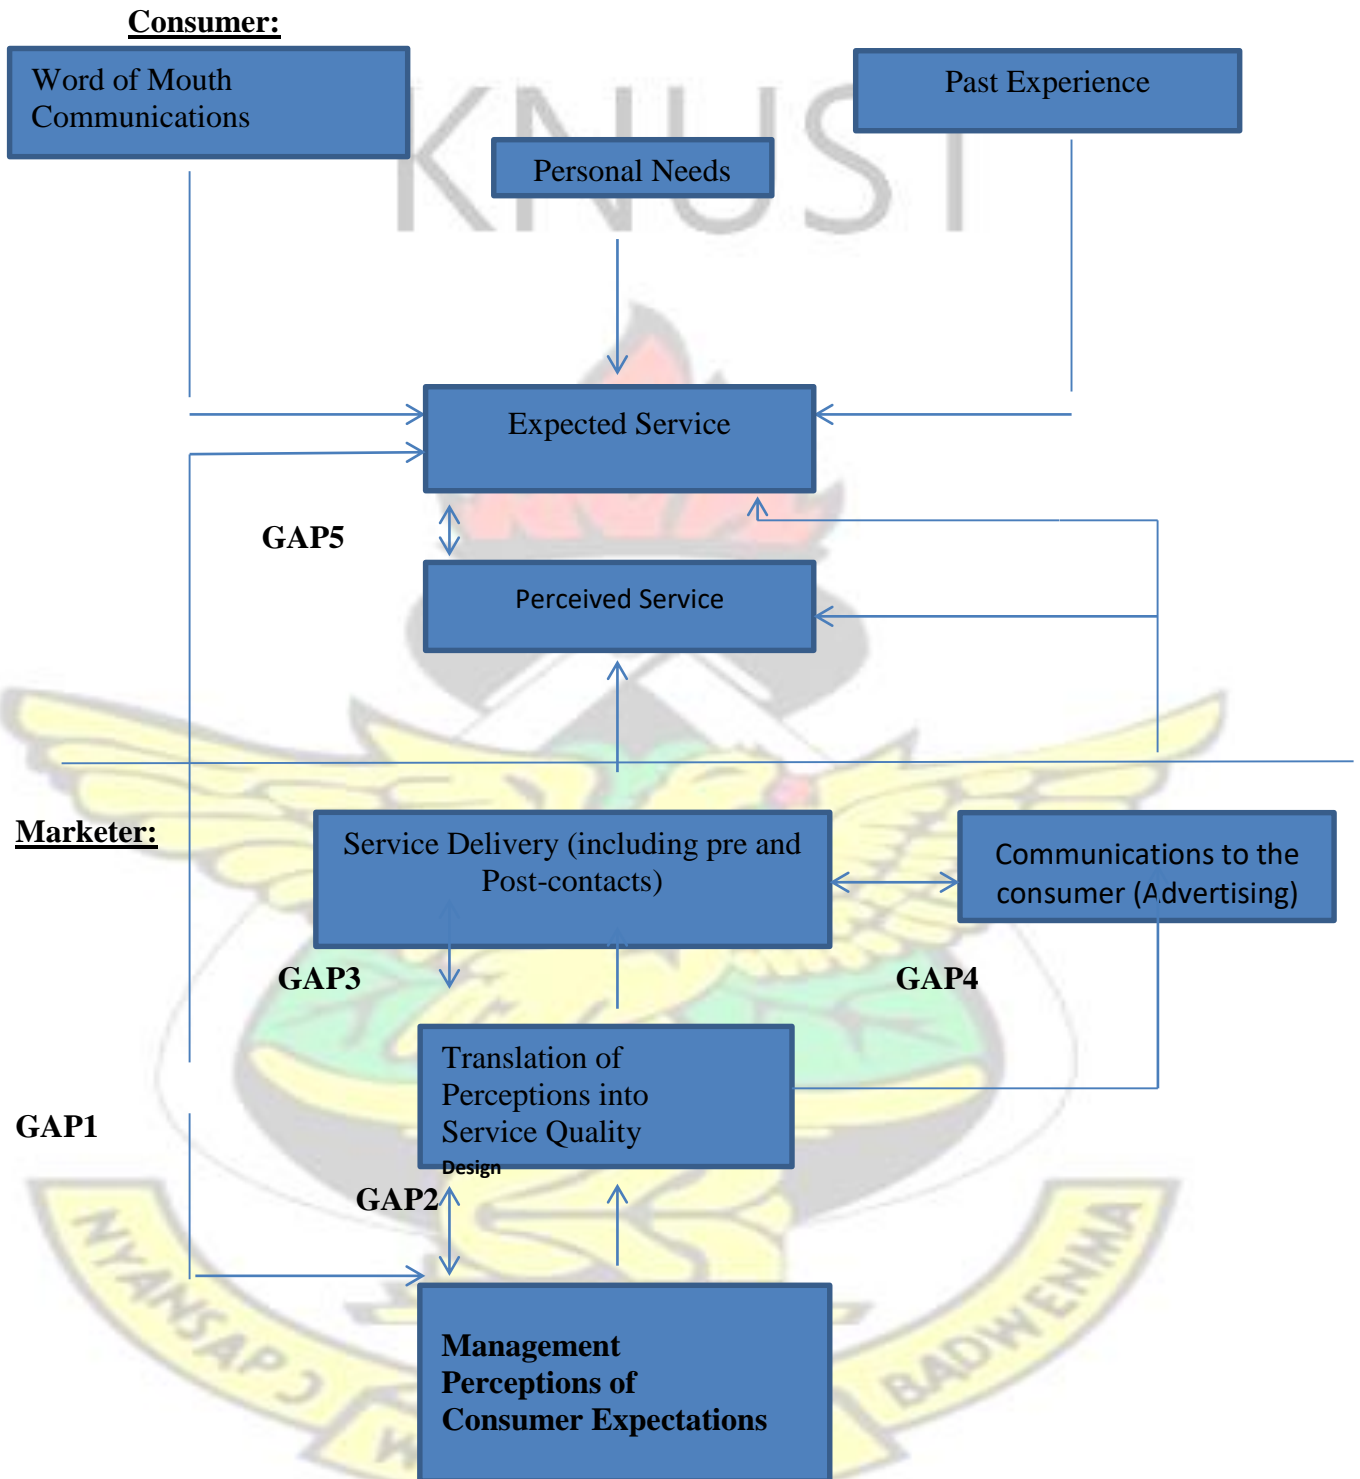 Consumer:
Word of Mouth
Communications
Past Experience
KNUST
Personal Needs
Expected Service
GAP5
Perceived Service
Marketer:
Service Delivery (including pre and
Post-contacts)
Communications to the
consumer (Advertising)
GAP3
GAP4
Translation of
Perceptions into
Service Quality
Design
GAP1
GAP2
NYANSAPƆ
BADWENMA
Management
Perceptions of
Consumer Expectations